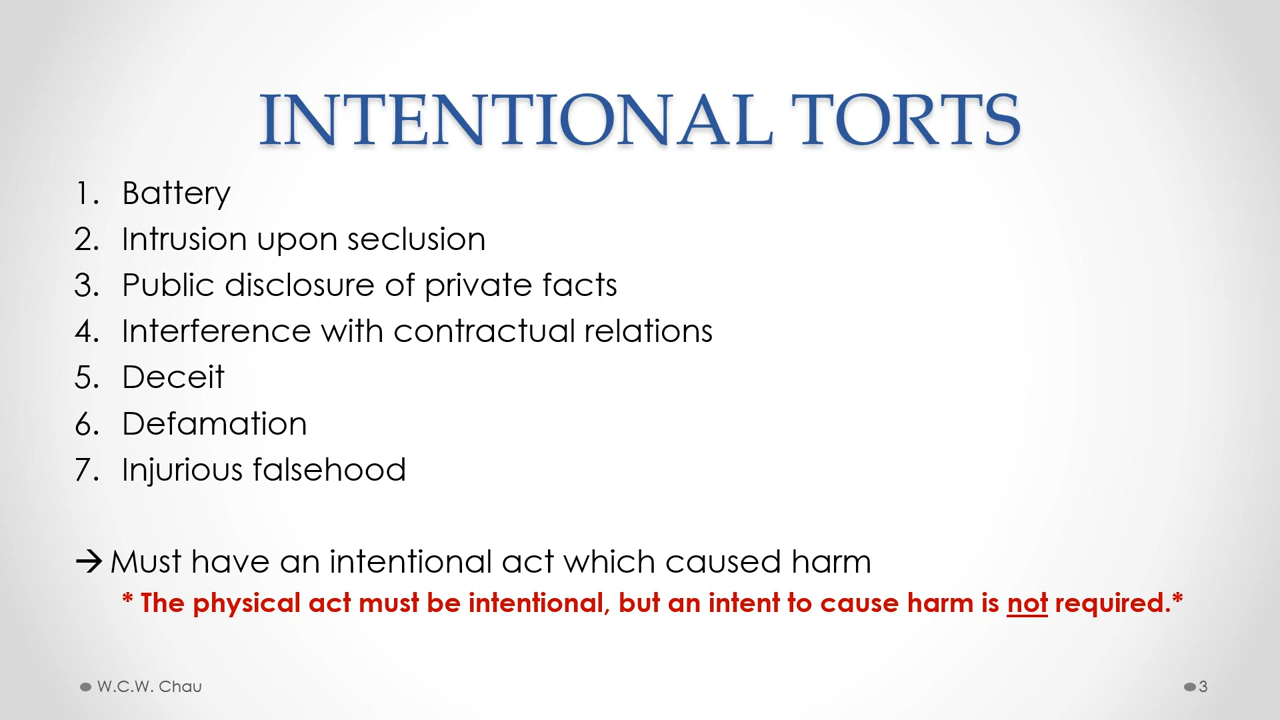 INTENTIONAL TORTS
1. Battery
2. Intrusion upon seclusion
3. Public disclosure of private facts
4. Interference with contractual relations
5. Deceit
6. Defamation
7. Injurious falsehood
→ Must have an intentional act which caused harm
* The physical act must be intentional, but an intent to cause harm is not required.*
W.C.W. Chau
3